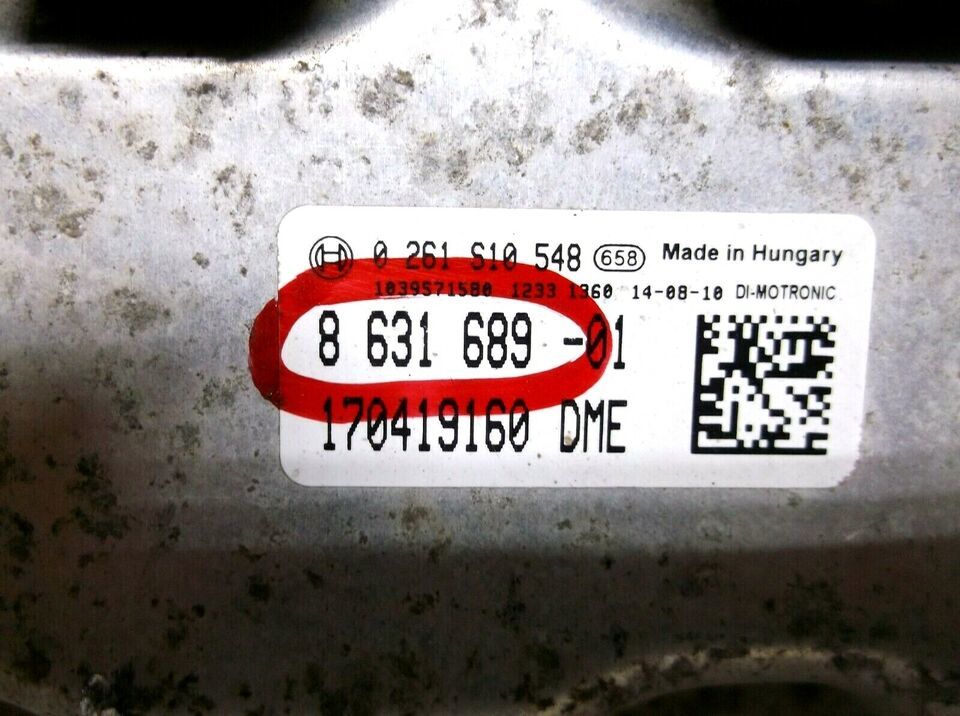 0 261 S10 548 658 Made in Hungary
1039571580 1233 1360 14-08-10 DI-MOTRONIC
8 631 689 -01
170419160 DME